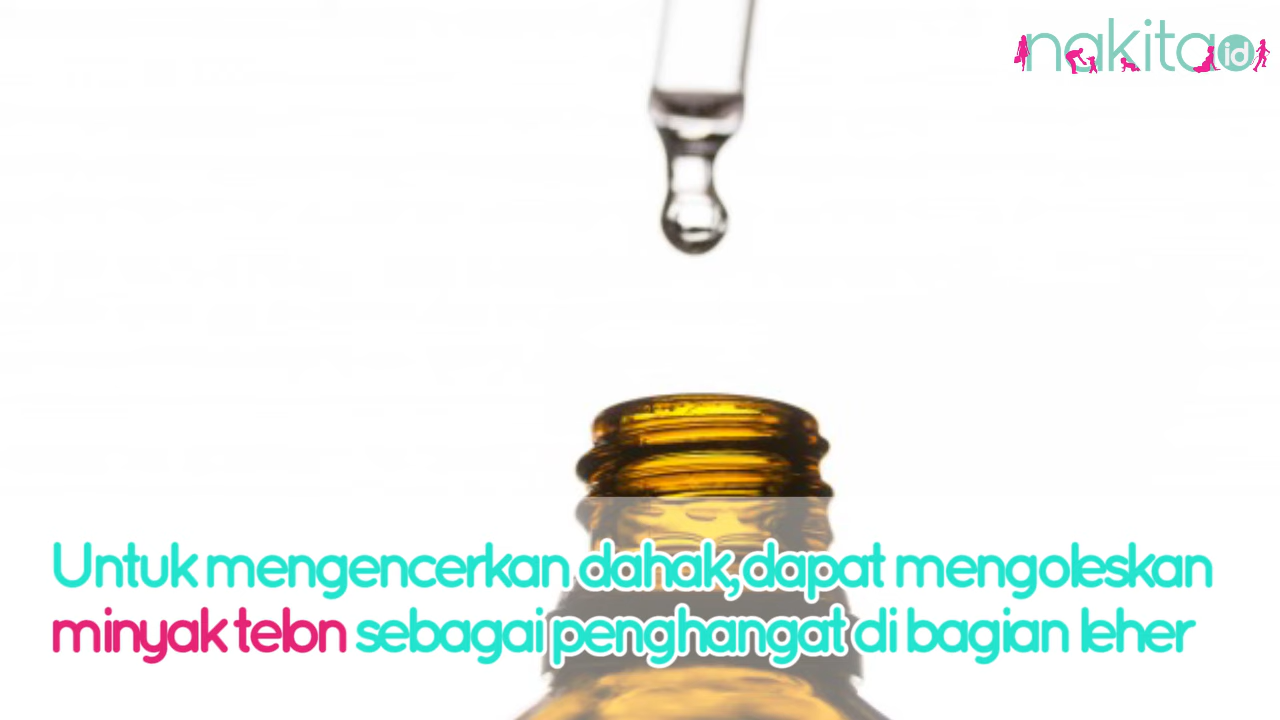 nakita
id
Untuk mengencerkan dahak, dapat mengoleskan
minyak telon sebagai penghangat di bagian leher